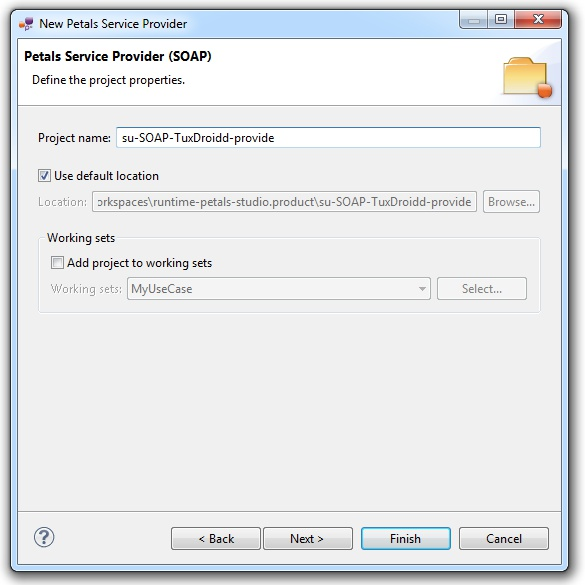 New Petals Service Provider
Petals Service Provider (SOAP)
Define the project properties.
Project name: su-SOAP-TuxDroidd-provide
Use default location
Location: orkspaces\runtime-petals-studio.product\su-SOAP-TuxDroidd-provide Browse...
Working sets
Add project to working sets
Working sets: MyUseCase Select...
?
< Back Next > Finish Cancel